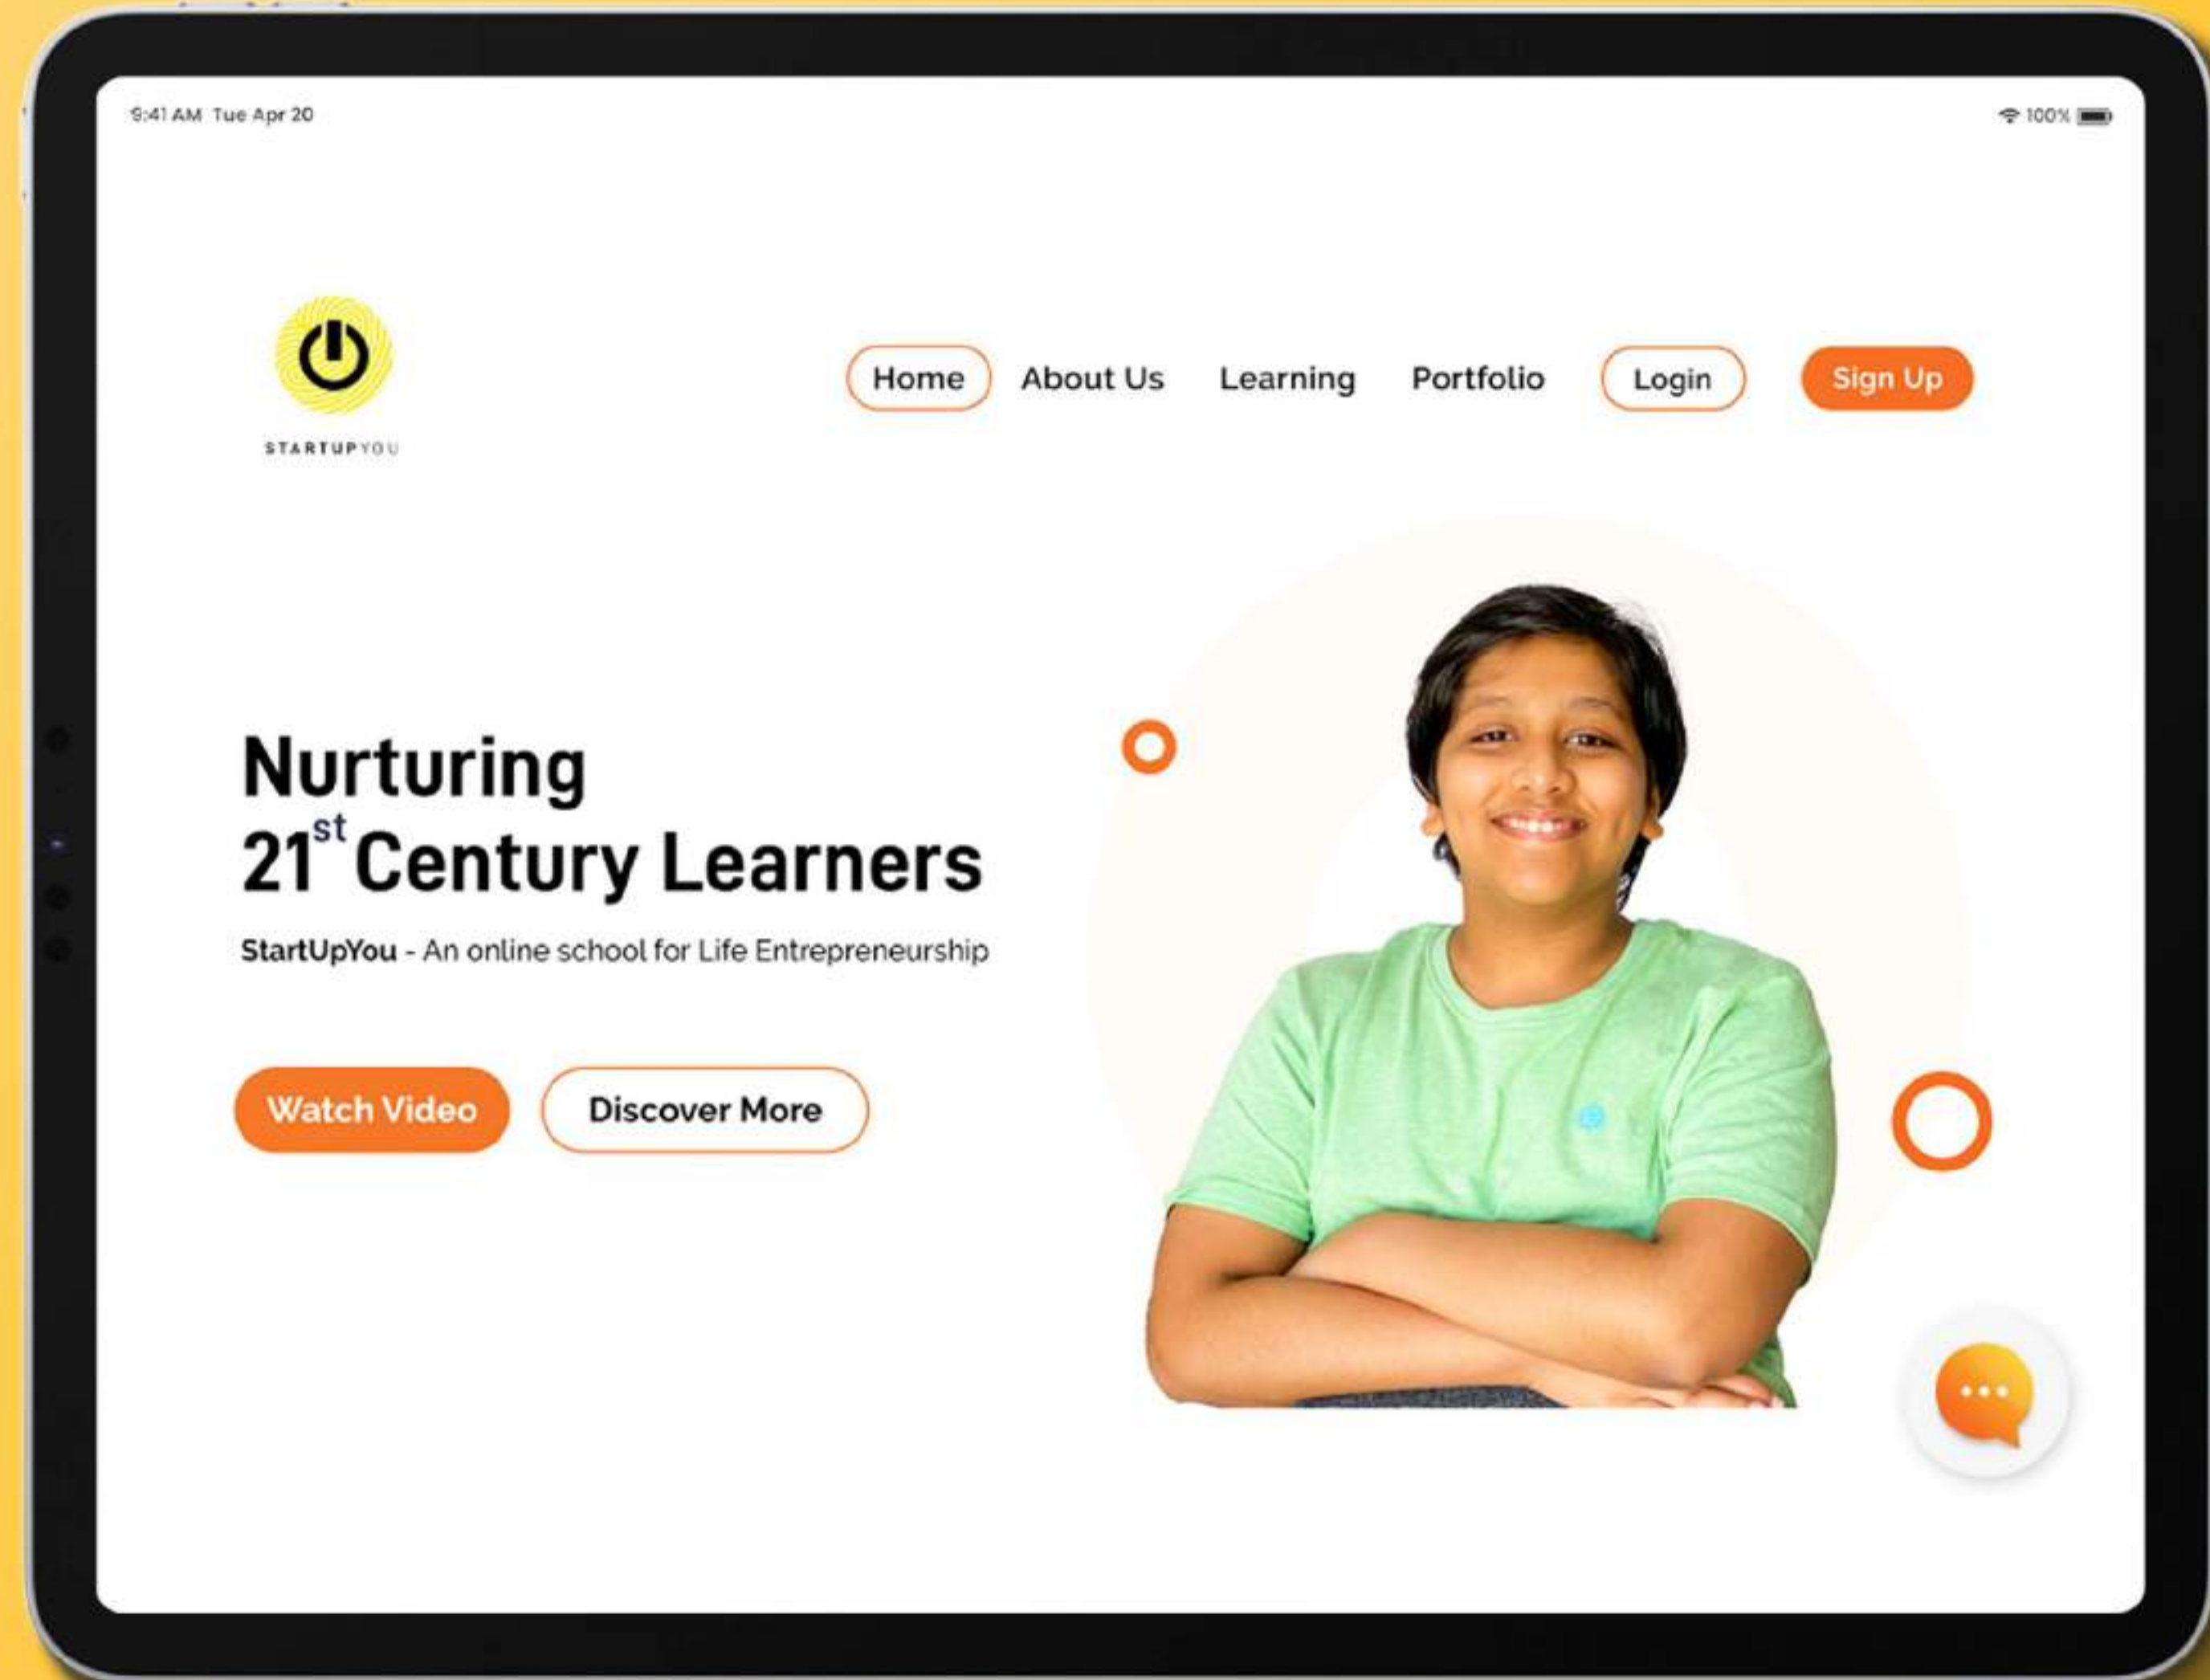 9:41 AM Tue Apr 20
100%
STARTUPYOU
Home About Us Learning Portfolio Login Sign Up
Nurturing
21st Century Learners
StartUpYou - An online school for Life Entrepreneurship
Watch Video Discover More